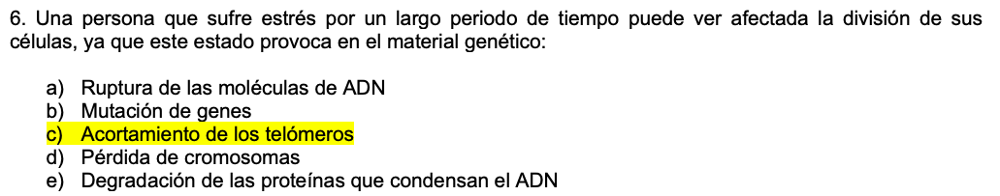 6. Una persona que sufre estrés por un largo periodo de tiempo puede ver afectada la división de sus
células, ya que este estado provoca en el material genético:
a) Ruptura de las moléculas de ADN
b) Mutación de genes
c) Acortamiento de los telómeros
d) Pérdida de cromosomas
e) Degradación de las proteínas que condensan el ADN